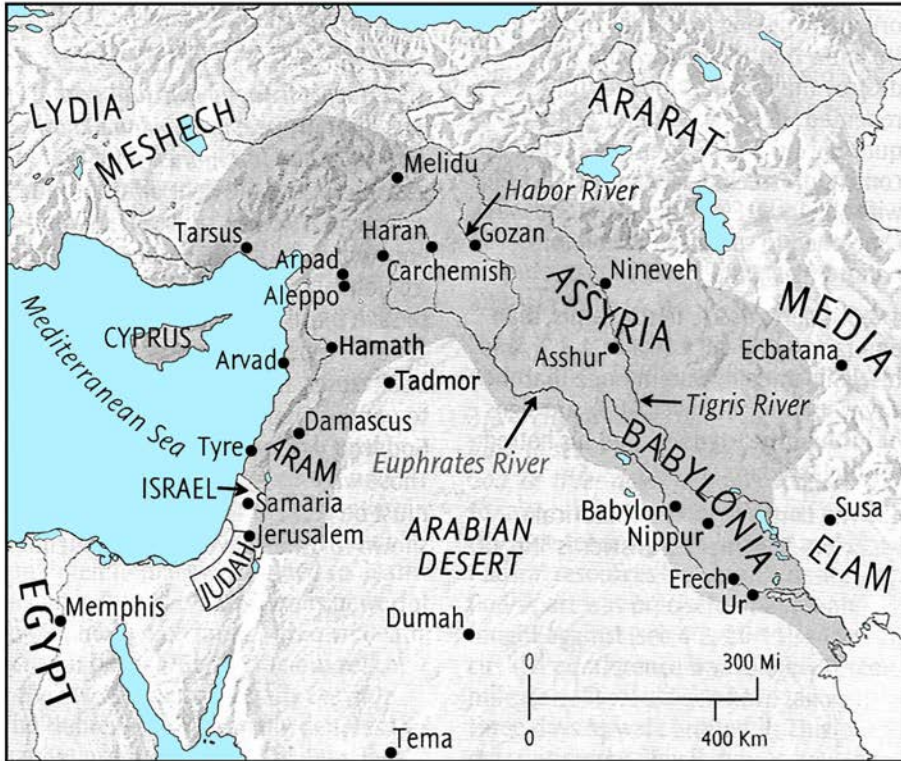 LYDIA
MESHECH
ARARAT
Melidu
Habor River
Tarsus
Haran
Gozan
Arpad
Carchemish
Nineveh
Aleppo
ASSYRIA
MEDIA
Mediterranean Sea
CYPRUS
Hamath
Asshur
Ecbatana
Arvad
Tadmor
Tigris River
Damascus
Tyre
ARAM
Euphrates River
BABYLONIA
ISRAEL
Samaria
Babylon
Susa
Jerusalem
ARABIAN
DESERT
Nippur
ELAM
JUDAH
Erech
EGYPT
Memphis
Dumah
Ur
0
300 Mi
0
400 Km
Tema